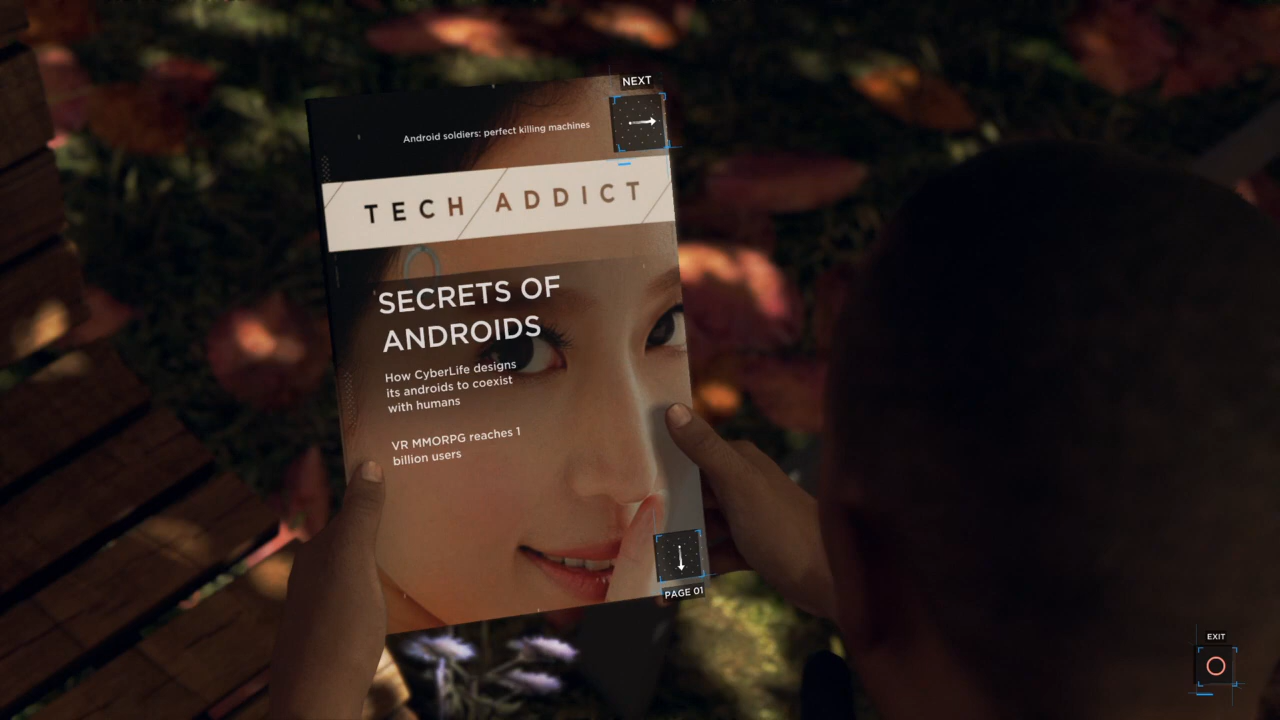 NEXT
Android soldiers: perfect killing machines
TECH ADDICT
SECRETS OF
ANDROIDS
How CyberLife designs
its androids to coexist
with humans
VR MMORPG reaches 1
billion users
PAGE 01
EXIT